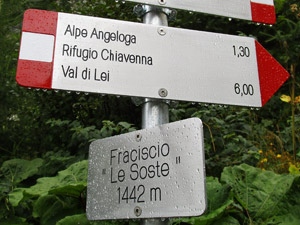 Alpe Angeloga
Rifugio Chiavenna 1,30
Val di Lei 6,00
Fraciscio
" Le Soste "
1442 m